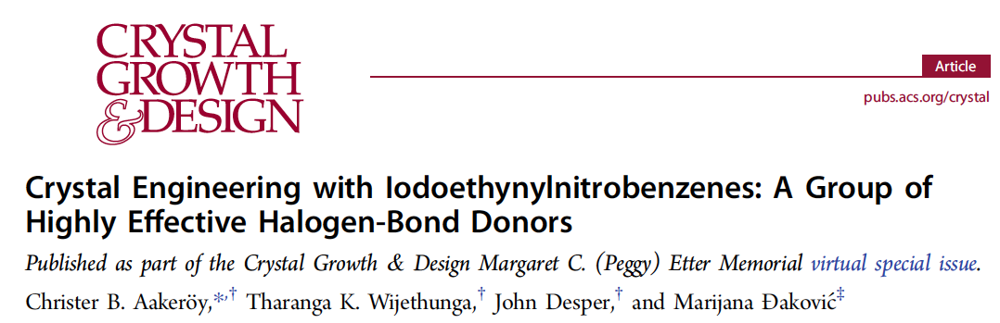 CRYSTAL
GROWTH
&DESIGN
Article
pubs.acs.org/crystal
Crystal Engineering with Iodoethynylnitrobenzenes: A Group of
Highly Effective Halogen-Bond Donors
Published as part of the Crystal Growth & Design Margaret C. (Peggy) Etter Memorial virtual special issue.
Christer B. Aakeröy,*,† Tharanga K. Wijethunga,† John Desper,† and Marijana Đaković‡